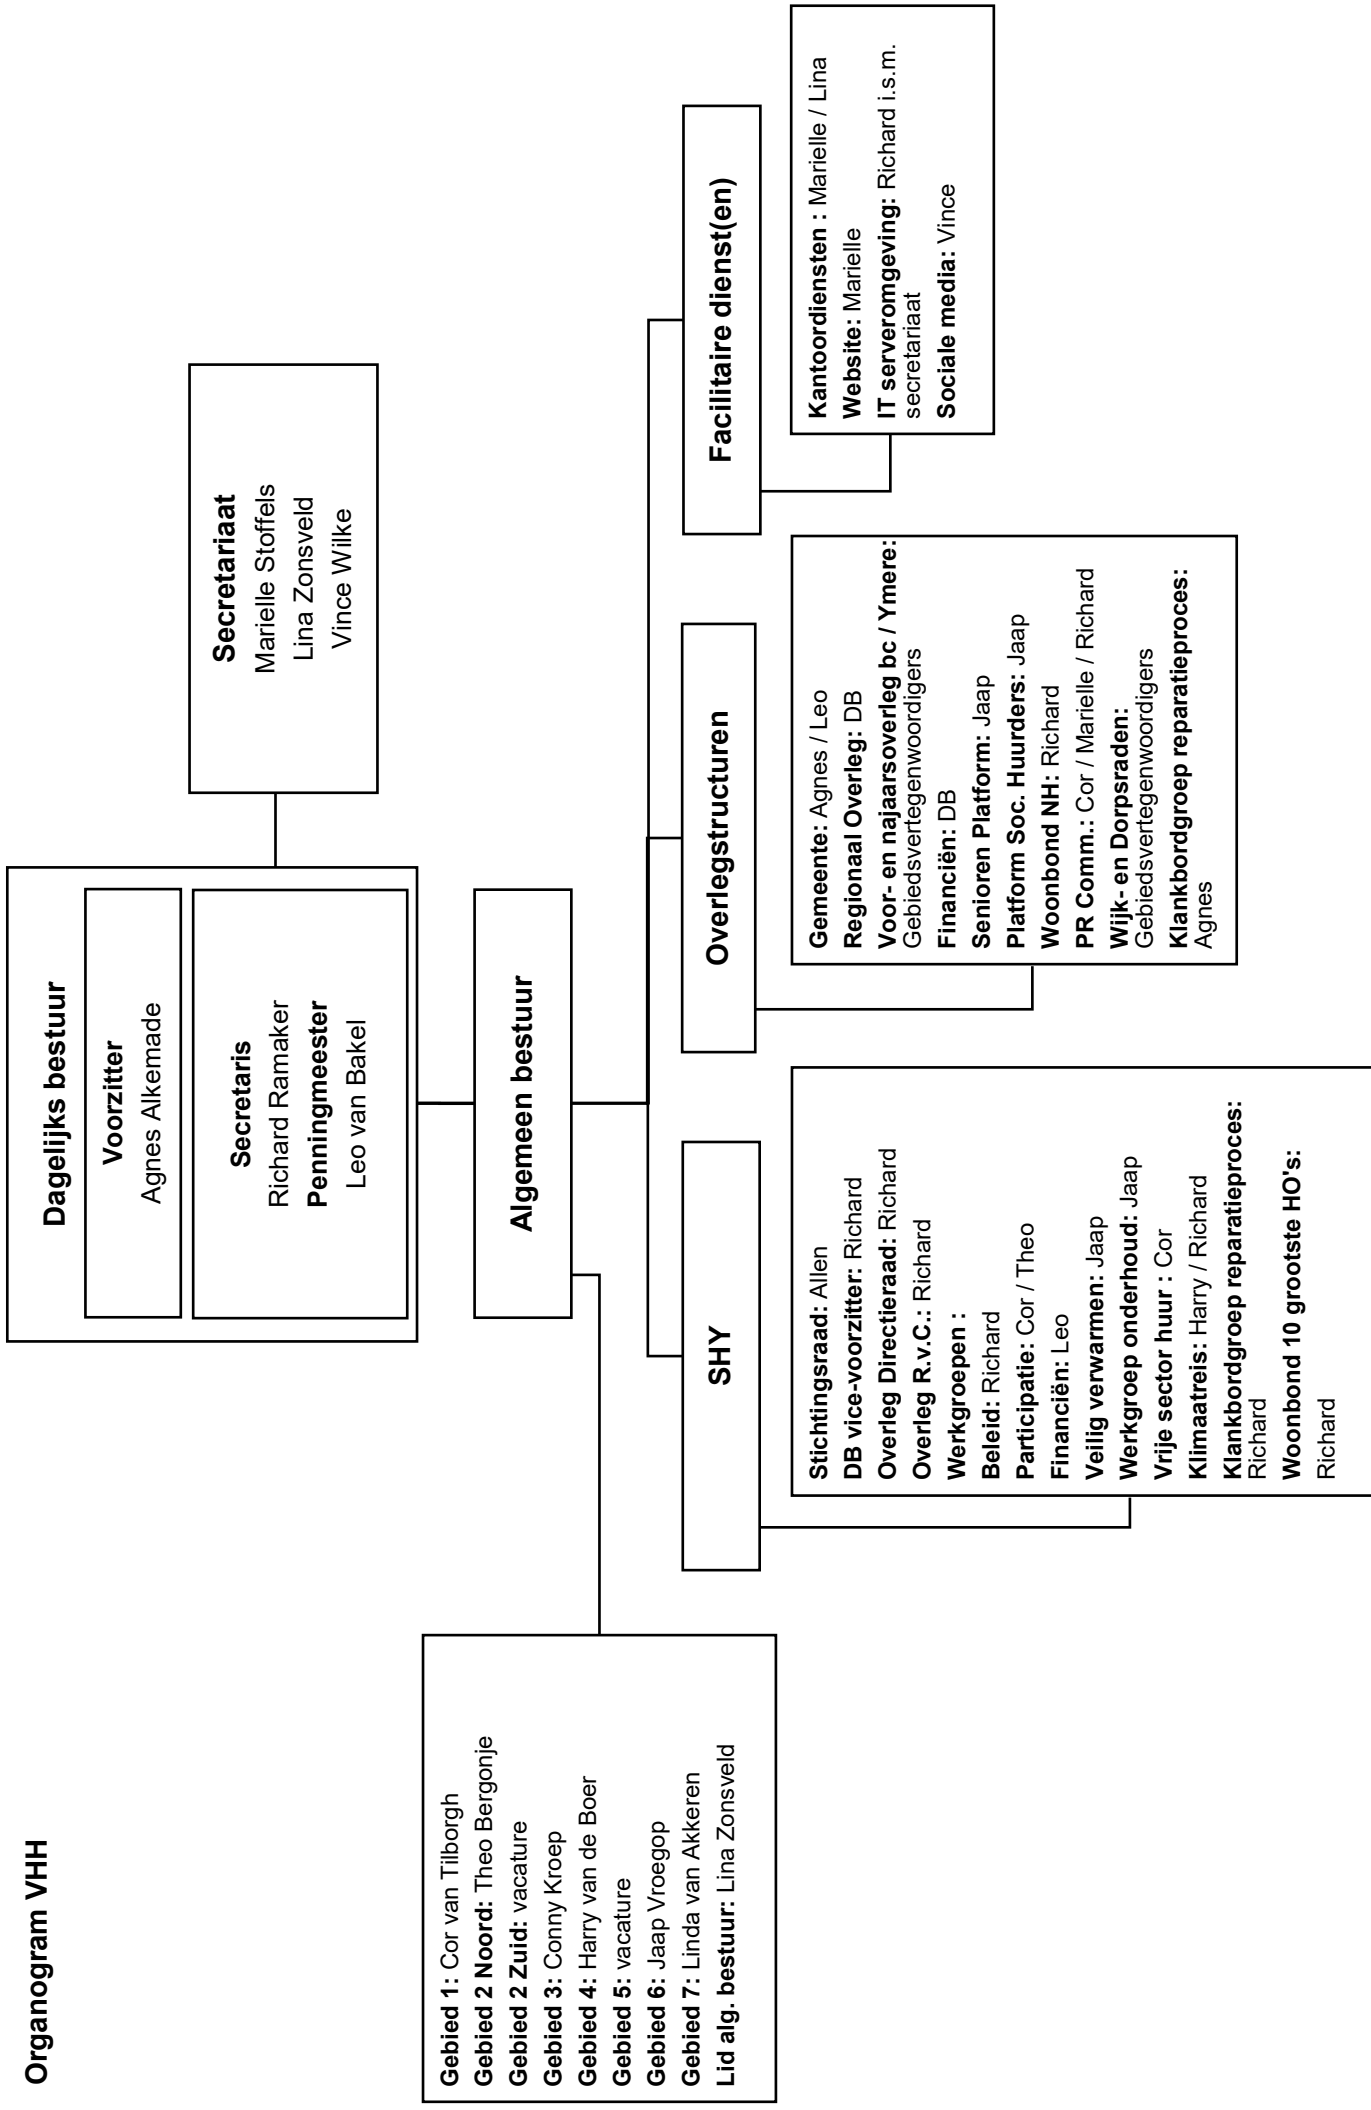 Organogram VHH
Dagelijks bestuur
Voorzitter
Agnes Alkemade
Secretaris
Richard Ramaker
Penningmeester
Leo van Bakel
Secretariaat
Marielle Stoffels
Lina Zonsveld
Vince Wilke
Algemeen bestuur
Gebied 1: Cor van Tilborgh
Gebied 2 Noord: Theo Bergonje
Gebied 2 Zuid: vacature
Gebied 3: Conny Kroep
Gebied 4: Harry van de Boer
Gebied 5: vacature
Gebied 6: Jaap Vroegop
Gebied 7: Linda van Akkeren
Lid alg. bestuur: Lina Zonsveld
SHY
Stichtingsraad: Allen
DB vice-voorzitter: Richard
Overleg Directieraad: Richard
Overleg R.v.C.: Richard
Werkgroepen :
Beleid: Richard
Participatie: Cor / Theo
Financiën: Leo
Veilig verwarmen: Jaap
Werkgroep onderhoud: Jaap
Vrije sector huur : Cor
Klimaatreis: Harry / Richard
Klankbordgroep reparatieproces:
Richard
Woonbond 10 grootste HO's:
Richard
Overlegstructuren
Gemeente: Agnes / Leo
Regionaal Overleg: DB
Voor- en najaarsoverleg bc / Ymere:
Gebiedsvertegenwoordigers
Financiën: DB
Senioren Platform: Jaap
Platform Soc. Huurders: Jaap
Woonbond NH: Richard
PR Comm.: Cor / Marielle / Richard
Wijk- en Dorpsraden:
Gebiedsvertegenwoordigers
Klankbordgroep reparatieproces:
Agnes
Facilitaire dienst(en)
Kantoordiensten : Marielle / Lina
Website: Marielle
IT serveromgeving: Richard i.s.m.
secretariaat
Sociale media: Vince